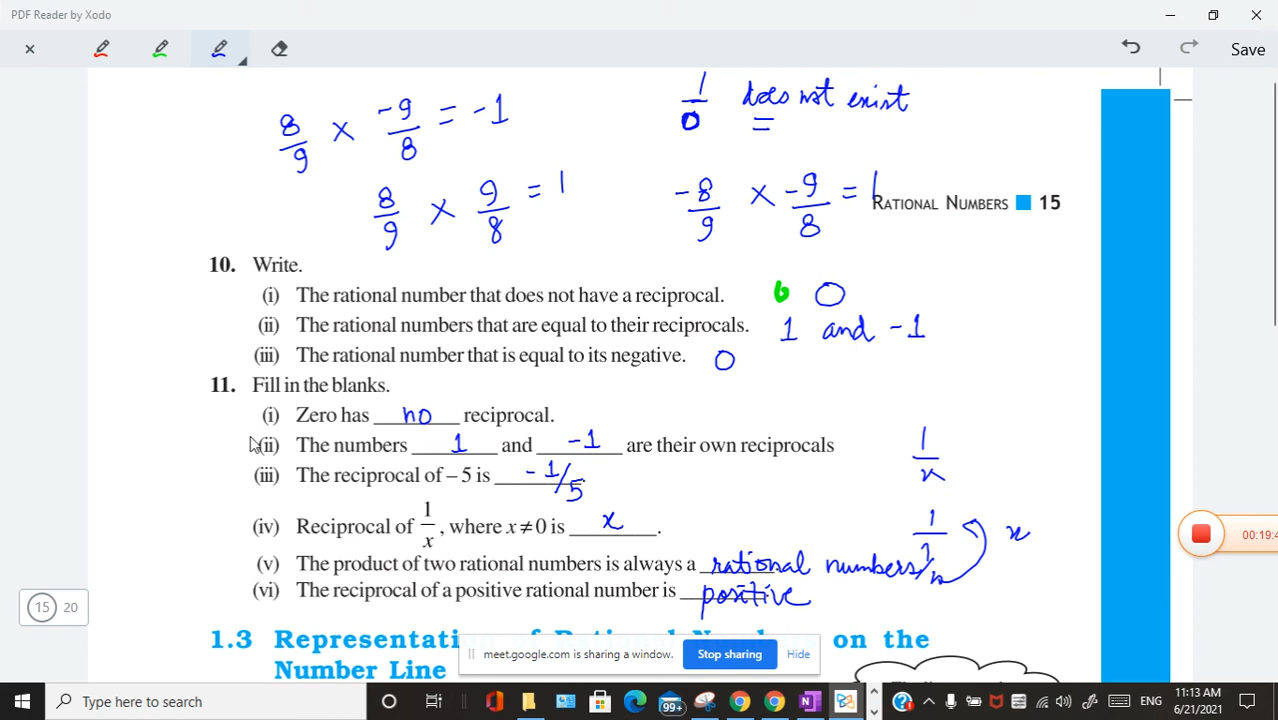 PDF Reader by Xodo
Save
8/9 × -9/8 = -1
1/0 does not exist
8/9 × 9/8 = 1
-8/9 × -9/8 = 1
RATIONAL NUMBERS 15
10. Write.
(i) The rational number that does not have a reciprocal. 0
(ii) The rational numbers that are equal to their reciprocals. 1 and -1
(iii) The rational number that is equal to its negative. 0
11. Fill in the blanks.
(i) Zero has no reciprocal.
(ii) The numbers 1 and -1 are their own reciprocals
(iii) The reciprocal of – 5 is -1/5.
(iv) Reciprocal of 1/x, where x ≠ 0 is x.
1/x
1/1/x x
(v) The product of two rational numbers is always a rational numbers
(vi) The reciprocal of a positive rational number is positive
15 20
00:19:4
1.3 Representation of Rational Numbers on the
Number Line
meet.google.com is sharing a window. Stop sharing Hide
Type here to search
99+
ENG
11:13 AM
6/21/2021